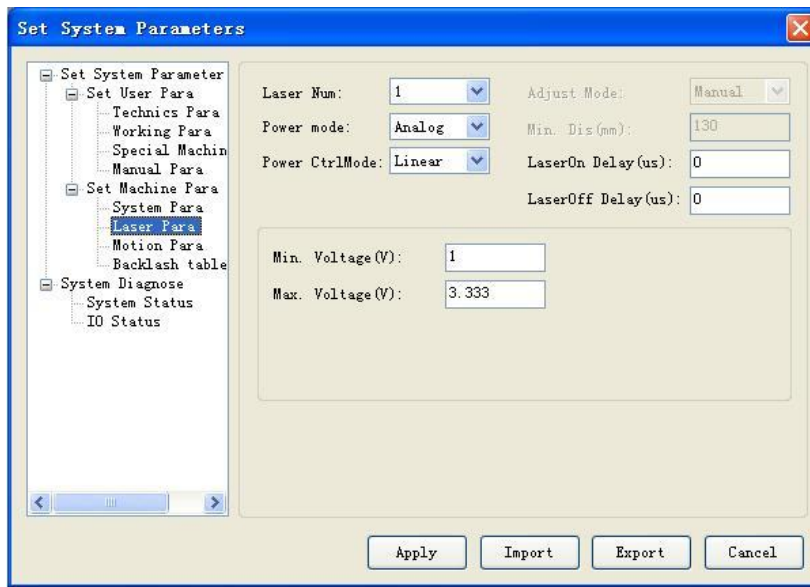 Set System Parameters
Set System Parameter
Set User Para
Technics Para
Working Para
Special Machin
Manual Para
Set Machine Para
System Para
Laser Para
Motion Para
Backlash table
System Diagnose
System Status
IO Status
Laser Num: 1
Power mode: Analog
Power CtrlMode: Linear
Adjust Mode: Manual
Min. Dis(mm): 130
LaserOn Delay(us): 0
LaserOff Delay(us): 0
Min. Voltage(V): 1
Max. Voltage(V): 3.333
Apply Import Export Cancel